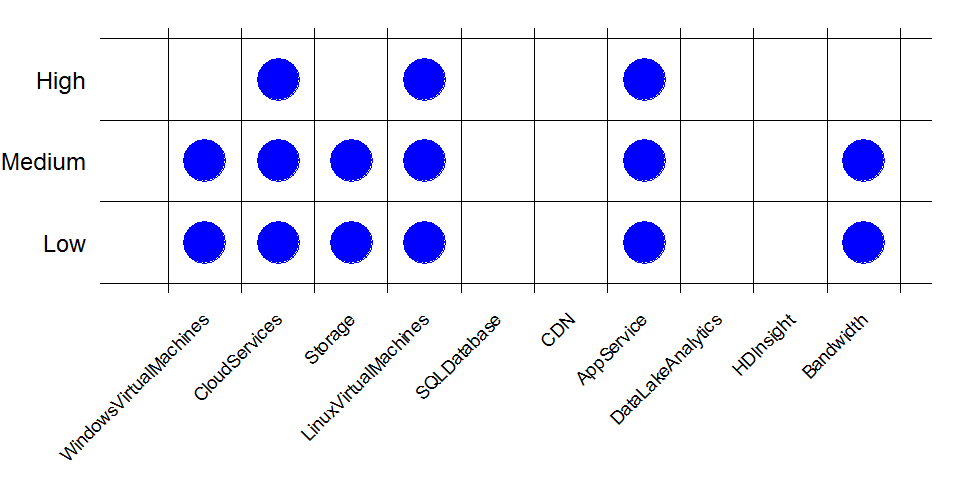 High
Medium
Low
WindowsVirtualMachines
CloudServices
Storage
LinuxVirtualMachines
SQLDatabase
CDN
AppService
DataLakeAnalytics
HDInsight
Bandwidth